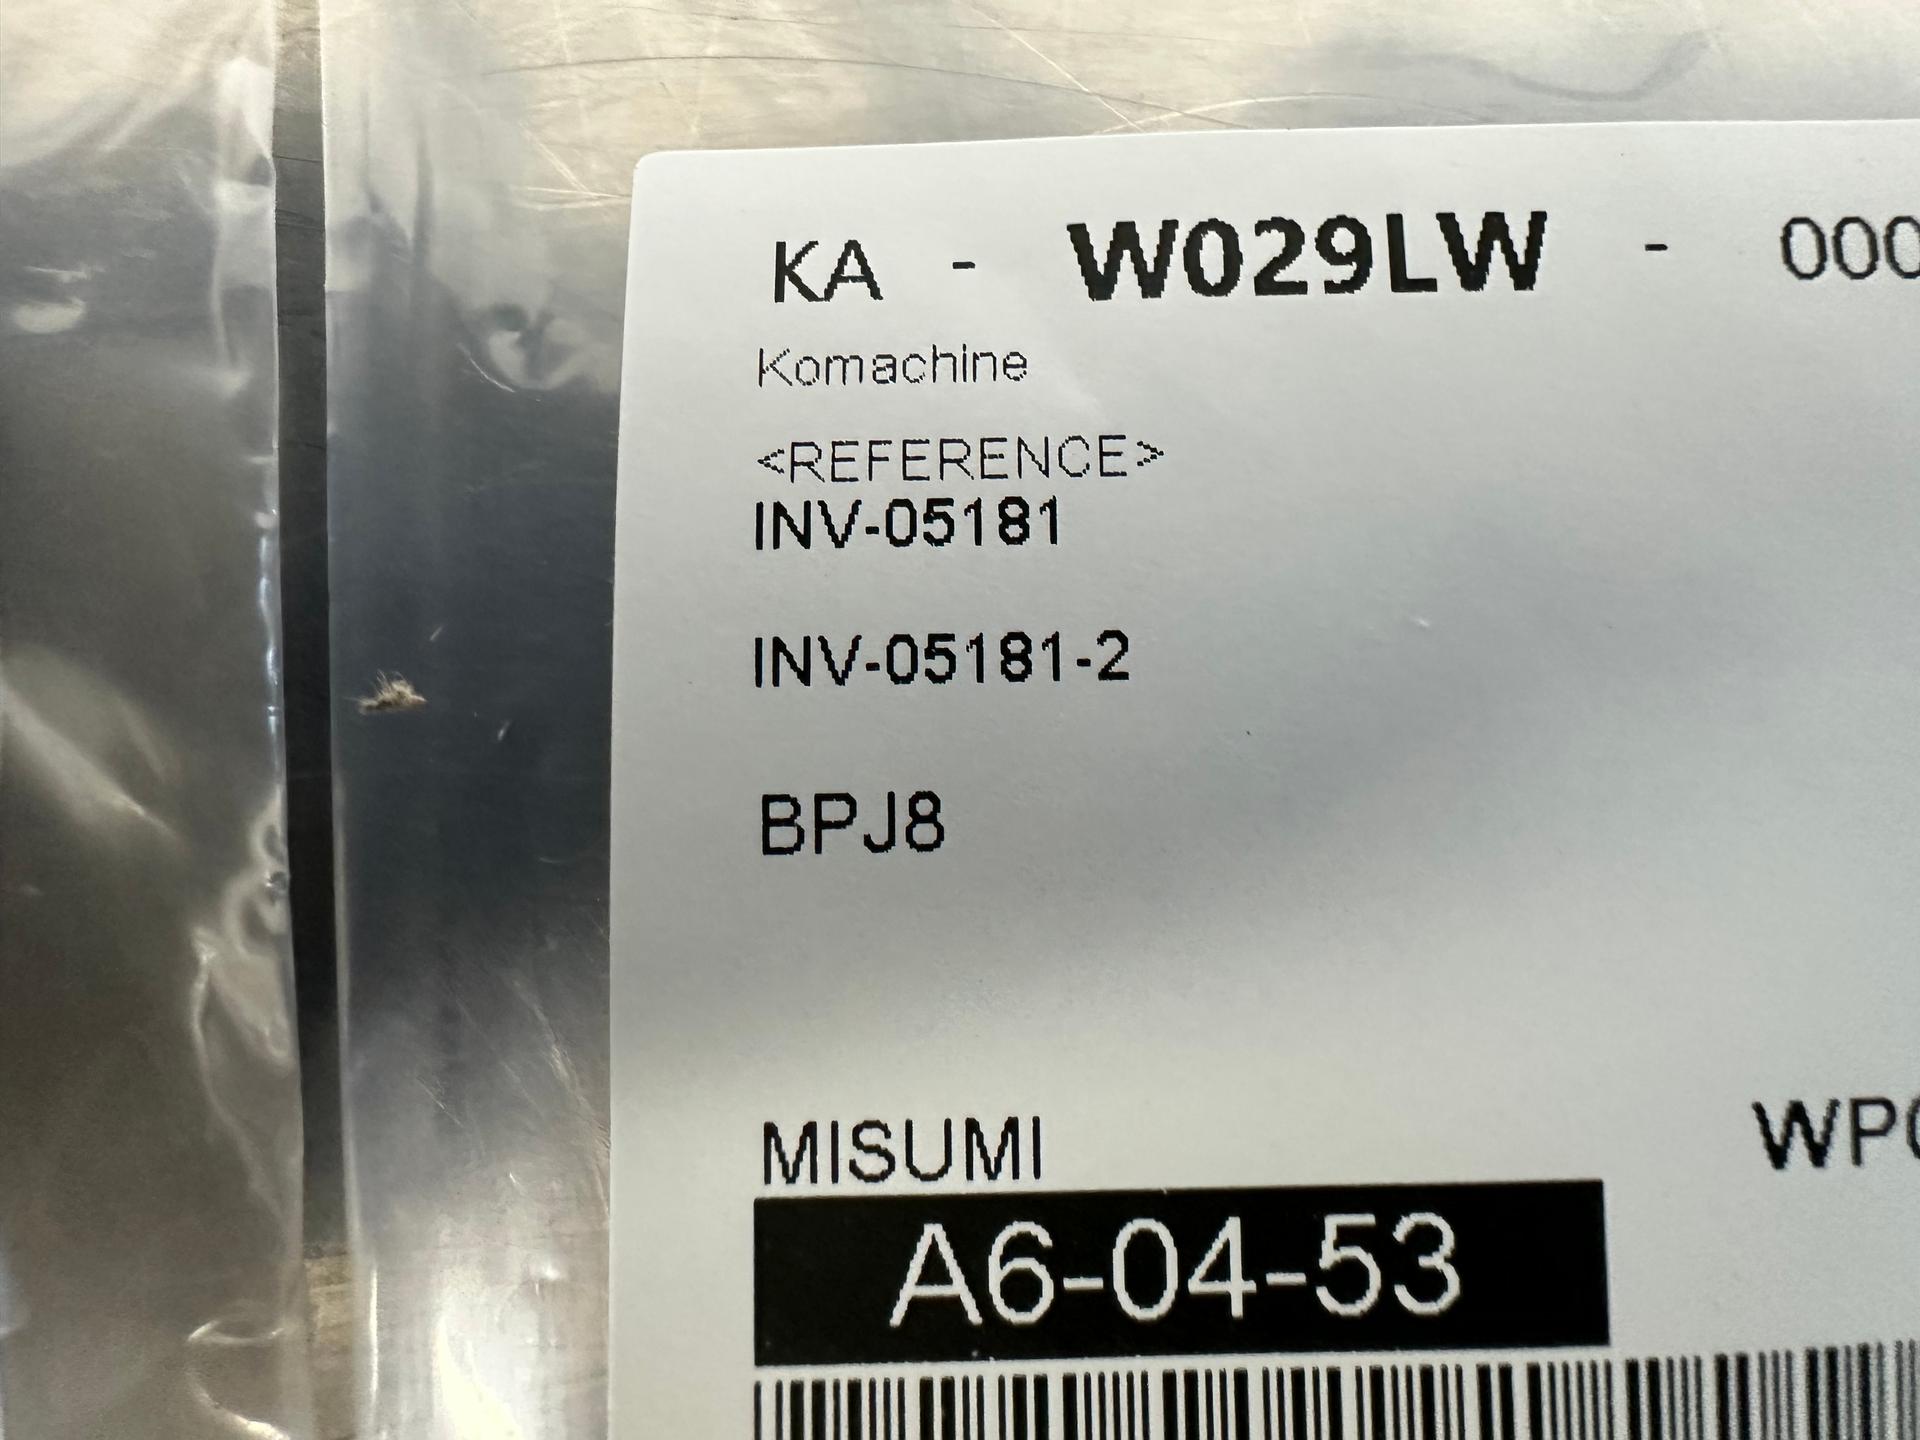 KA - W029LW - 000
Komachine
<REFERENCE>
INV-05181
INV-05181-2
BPJ8
MISUMI
A6-04-53